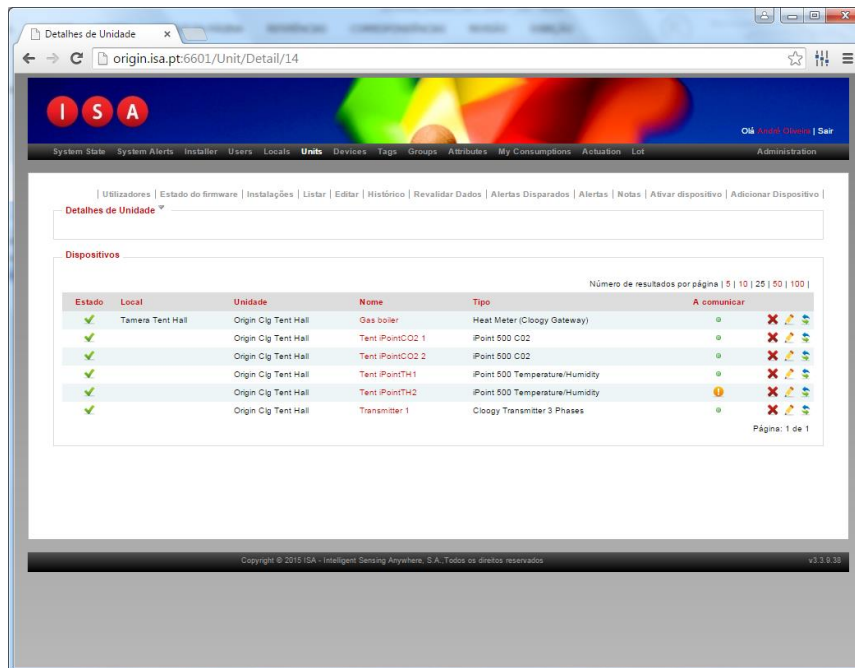 Detalhes de Unidade
origin.isa.pt:6601/Unit/Detail/14
I S A
Olá André Oliveira | Sair
System State System Alerts Installer Users Locals Units Devices Tags Groups Attributes My Consumptions Actuation Lot Administration
| Utilizadores | Estado do firmware | Instalações | Listar | Editar | Histórico | Revalidar Dados | Alertas Disparados | Alertas | Notas | Ativar dispositivo | Adicionar Dispositivo |
Detalhes de Unidade
Dispositivos
Número de resultados por página | 5 | 10 | 25 | 50 | 100 |
Estado Local Unidade Nome Tipo A comunicar
Tamera Tent Hall Origin Clg Tent Hall Gas boiler Heat Meter (Cloogy Gateway)
Origin Clg Tent Hall Tent iPointCO2 1 iPoint 500 C02
Origin Clg Tent Hall Tent iPointCO2 2 iPoint 500 C02
Origin Clg Tent Hall Tent iPointTH1 iPoint 500 Temperature/Humidity
Origin Clg Tent Hall Tent iPointTH2 iPoint 500 Temperature/Humidity
Origin Clg Tent Hall Transmitter 1 Cloogy Transmitter 3 Phases
Página: 1 de 1
Copyright © 2015 ISA - Intelligent Sensing Anywhere, S.A.,Todos os direitos reservados v3.3.9.38